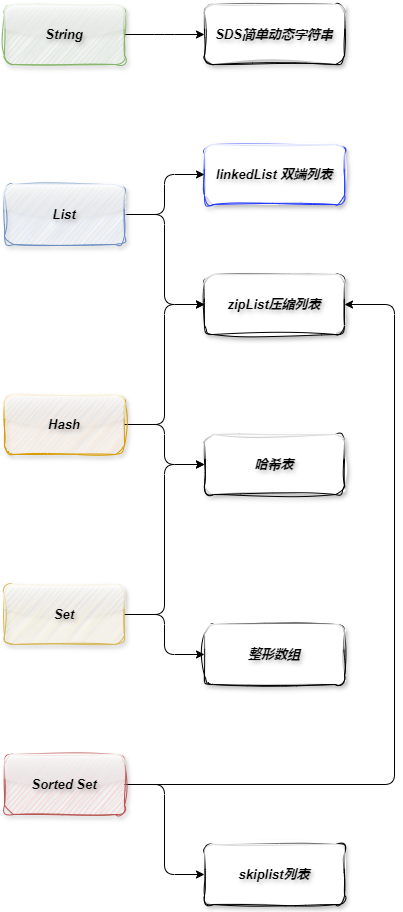 String
SDS简单动态字符串
linkedList 双端列表
List
zipList压缩列表
Hash
哈希表
Set
整形数组
Sorted Set
skiplist列表